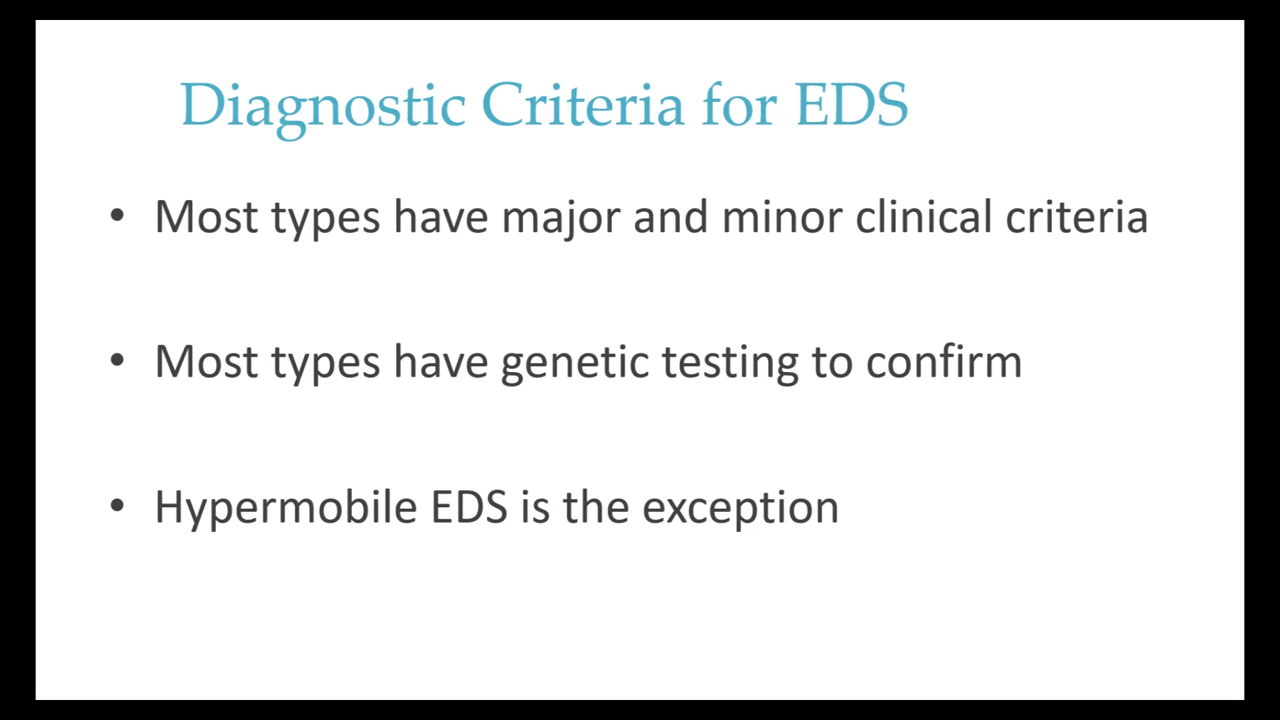 Diagnostic Criteria for EDS
• Most types have major and minor clinical criteria
• Most types have genetic testing to confirm
• Hypermobile EDS is the exception